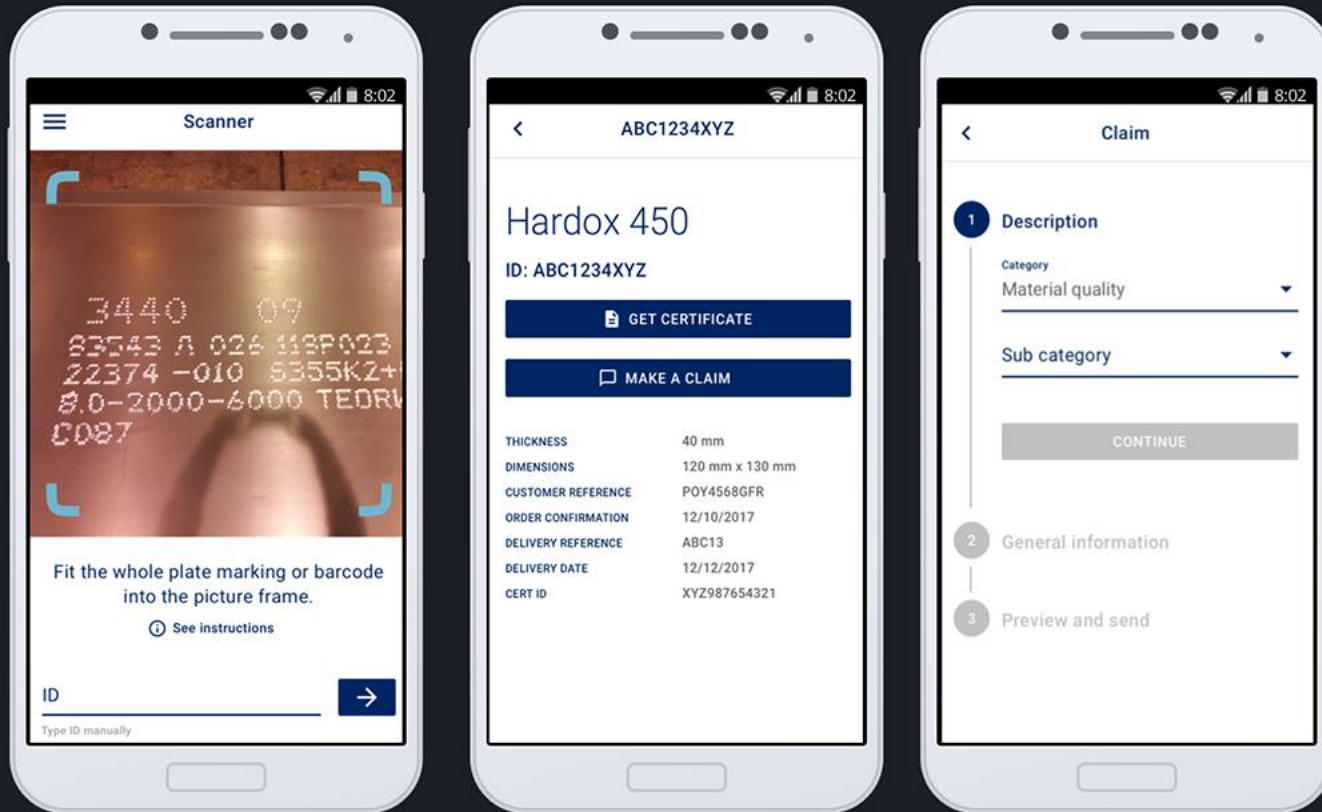 8:02
Scanner
3440 09
83543 A 026 118P023
22374 -010 S355K2+
8.0-2000-6000 TEDRW
C087
Fit the whole plate marking or barcode
into the picture frame.
See instructions
ID
Type ID manually
8:02
ABC1234XYZ
Hardox 450
ID: ABC1234XYZ
GET CERTIFICATE
MAKE A CLAIM
THICKNESS 40 mm
DIMENSIONS 120 mm x 130 mm
CUSTOMER REFERENCE POY4568GFR
ORDER CONFIRMATION 12/10/2017
DELIVERY REFERENCE ABC13
DELIVERY DATE 12/12/2017
CERT ID XYZ987654321
8:02
Claim
1 Description
Category
Material quality
Sub category
CONTINUE
2 General information
3 Preview and send